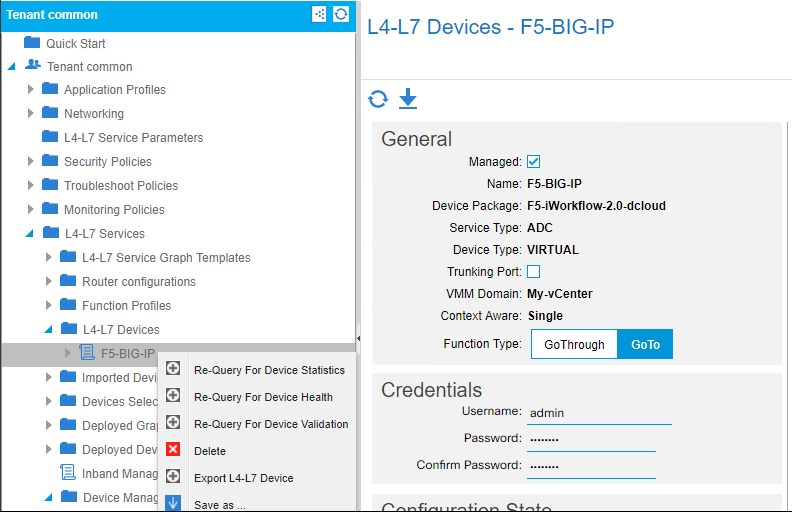 Tenant common
Quick Start
Tenant common
Application Profiles
Networking
L4-L7 Service Parameters
Security Policies
Troubleshoot Policies
Monitoring Policies
L4-L7 Services
L4-L7 Service Graph Templates
Router configurations
Function Profiles
L4-L7 Devices
F5-BIG-IP
Imported Devi
Devices Selec
Deployed Grap
Deployed Dev
Inband Manag
Device Manag
Re-Query For Device Statistics
Re-Query For Device Health
Re-Query For Device Validation
Delete
Export L4-L7 Device
Save as ...
L4-L7 Devices - F5-BIG-IP
General
Managed:
Name: F5-BIG-IP
Device Package: F5-iWorkflow-2.0-dcloud
Service Type: ADC
Device Type: VIRTUAL
Trunking Port:
VMM Domain: My-vCenter
Context Aware: Single
Function Type: GoThrough GoTo
Credentials
Username: admin
Password: ••••••••
Confirm Password: ••••••••
Configuration State